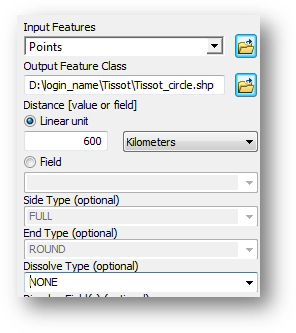 Input Features
Points
Output Feature Class
D:\login_name\Tissot\Tissot_circle.shp
Distance [value or field]
Linear unit
600 Kilometers
Field
Side Type (optional)
FULL
End Type (optional)
ROUND
Dissolve Type (optional)
NONE